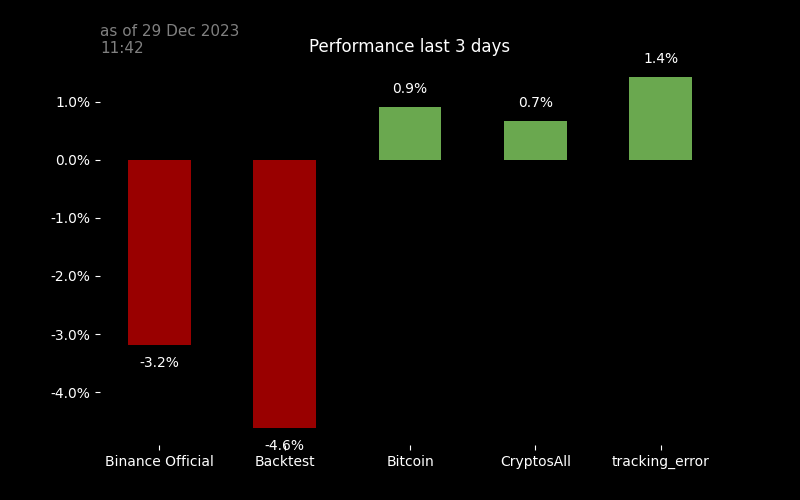 as of 29 Dec 2023
11:42
Performance last 3 days
1.4%
0.9%
0.7%
1.0%
0.0%
-1.0%
-2.0%
-3.0%
-4.0%
-3.2%
-4.6%
Binance Official
Backtest
Bitcoin
CryptosAll
tracking_error